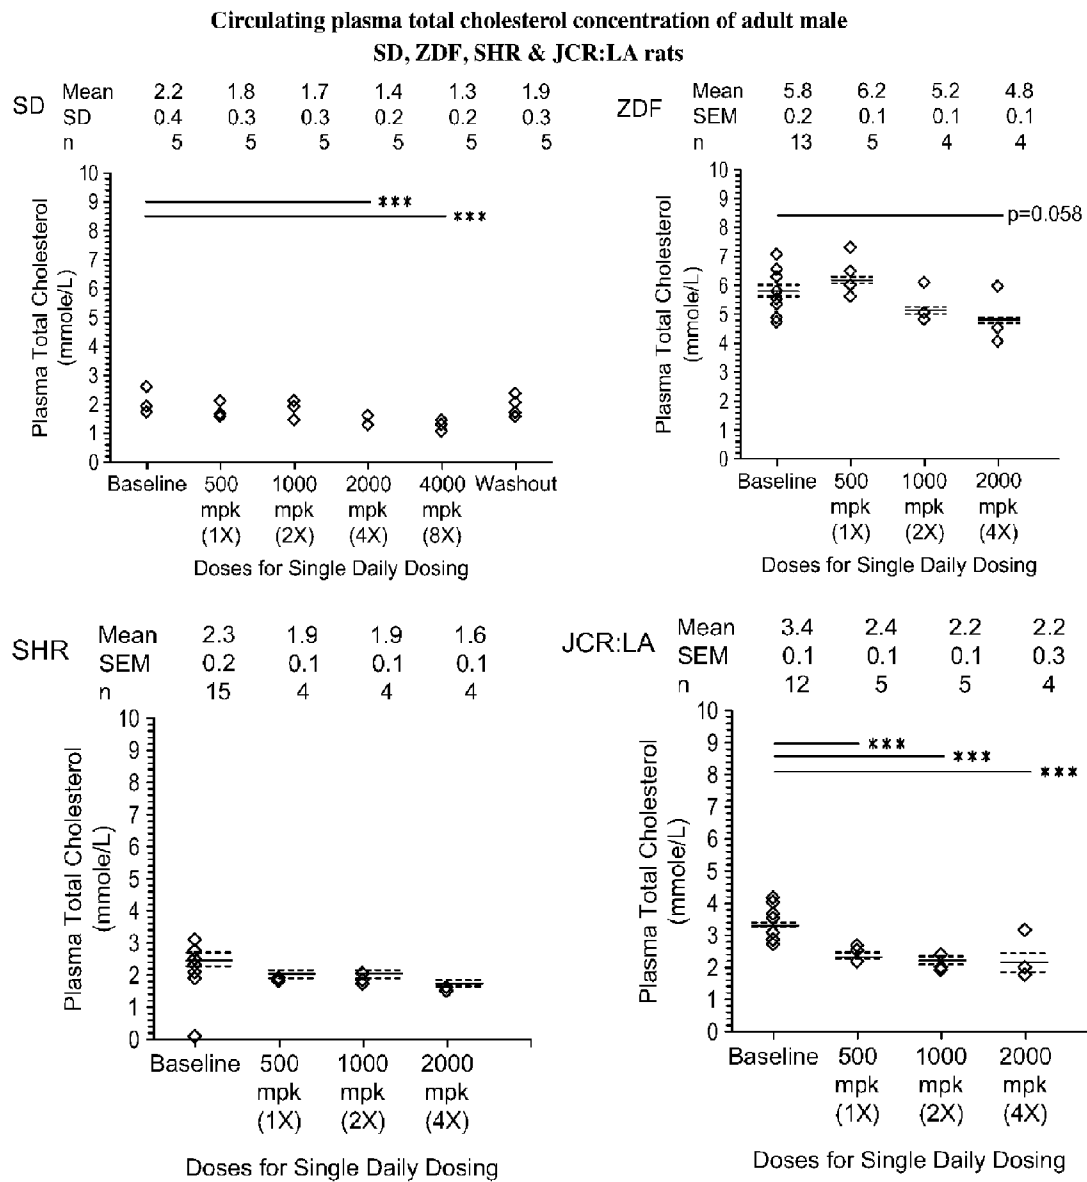 Circulating plasma total cholesterol concentration of adult male
SD, ZDF, SHR & JCR:LA rats
SD
Mean 2.2 1.8 1.7 1.4 1.3 1.9
SD 0.4 0.3 0.3 0.2 0.2 0.3
n 5 5 5 5 5 5
Plasma Total Cholesterol
(mmole/L)
10
9
8
7
6
5
4
3
2
1
0
***
***
Baseline 500 1000 2000 4000 Washout
mpk mpk mpk mpk
(1X) (2X) (4X) (8X)
Doses for Single Daily Dosing
ZDF
Mean 5.8 6.2 5.2 4.8
SEM 0.2 0.1 0.1 0.1
n 13 5 4 4
Plasma Total Cholesterol
(mmole/L)
10
9
8
7
6
5
4
3
2
1
0
p=0.058
Baseline 500 1000 2000
mpk mpk mpk
(1X) (2X) (4X)
Doses for Single Daily Dosing
SHR
Mean 2.3 1.9 1.9 1.6
SEM 0.2 0.1 0.1 0.1
n 15 4 4 4
Plasma Total Cholesterol
(mmole/L)
10
9
8
7
6
5
4
3
2
1
0
Baseline 500 1000 2000
mpk mpk mpk
(1X) (2X) (4X)
Doses for Single Daily Dosing
JCR:LA
Mean 3.4 2.4 2.2 2.2
SEM 0.1 0.1 0.1 0.3
n 12 5 5 4
Plasma Total Cholesterol
(mmole/L)
10
9
8
7
6
5
4
3
2
1
0
***
***
***
Baseline 500 1000 2000
mpk mpk mpk
(1X) (2X) (4X)
Doses for Single Daily Dosing